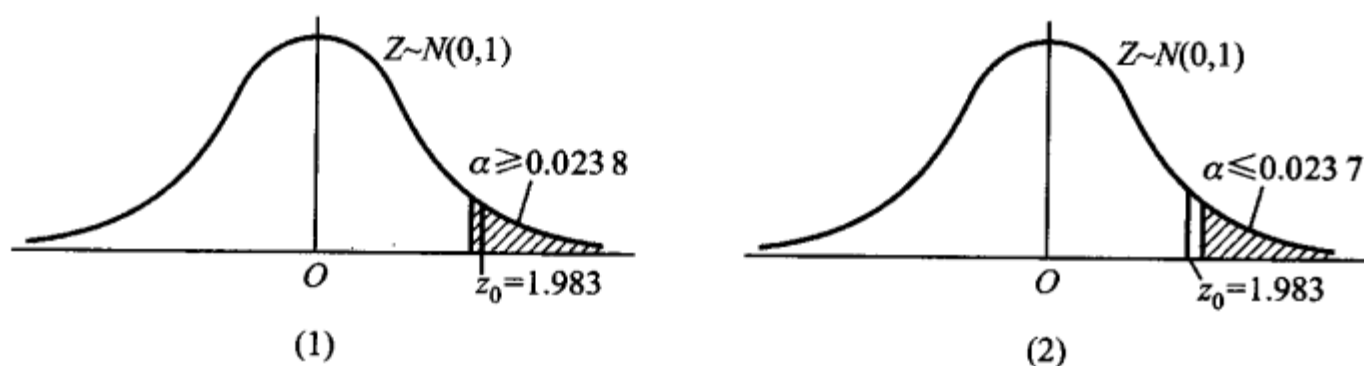 Z~N(0,1)
α≥0.023 8
O
z₀=1.983
(1)
Z~N(0,1)
α≤0.023 7
O
z₀=1.983
(2)